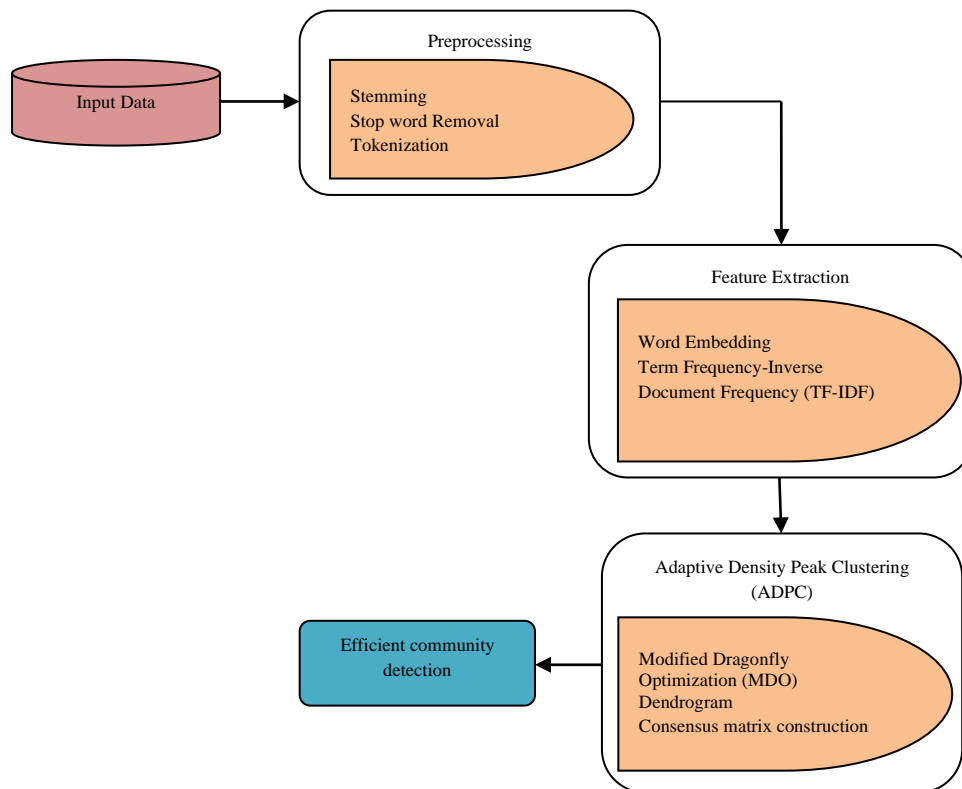 Preprocessing
Input Data
Stemming
Stop word Removal
Tokenization
Feature Extraction
Word Embedding
Term Frequency-Inverse
Document Frequency (TF-IDF)
Adaptive Density Peak Clustering
(ADPC)
Efficient community
detection
Modified Dragonfly
Optimization (MDO)
Dendrogram
Consensus matrix construction